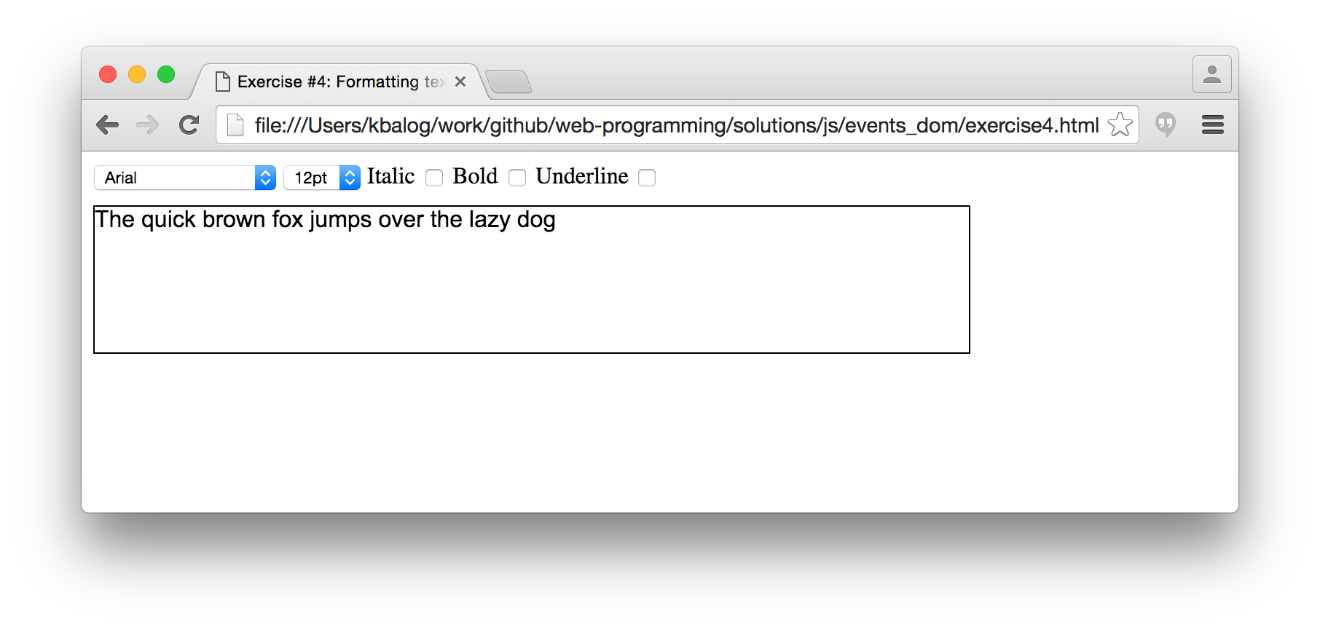 Exercise #4: Formatting tex
file:///Users/kbalog/work/github/web-programming/solutions/js/events_dom/exercise4.html
Arial 12pt Italic Bold Underline
The quick brown fox jumps over the lazy dog